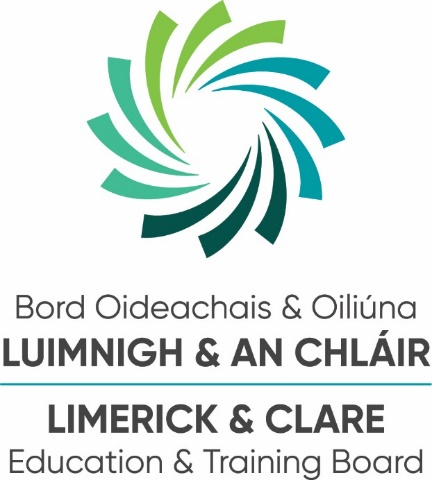 Bord Oideachais & Oiliúna
LUIMNIGH & AN CHLÁIR
LIMERICK & CLARE
Education & Training Board